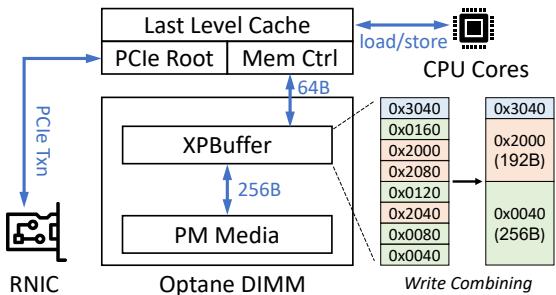 Last Level Cache
PCIe Root
Mem Ctrl
load/store
CPU Cores
64B
PCIe Txn
XPBuffer
256B
PM Media
RNIC
Optane DIMM
0x3040
0x0160
0x2000
0x2080
0x0120
0x2040
0x0080
0x0040
0x3040
0x2000
(192B)
0x0040
(256B)
Write Combining